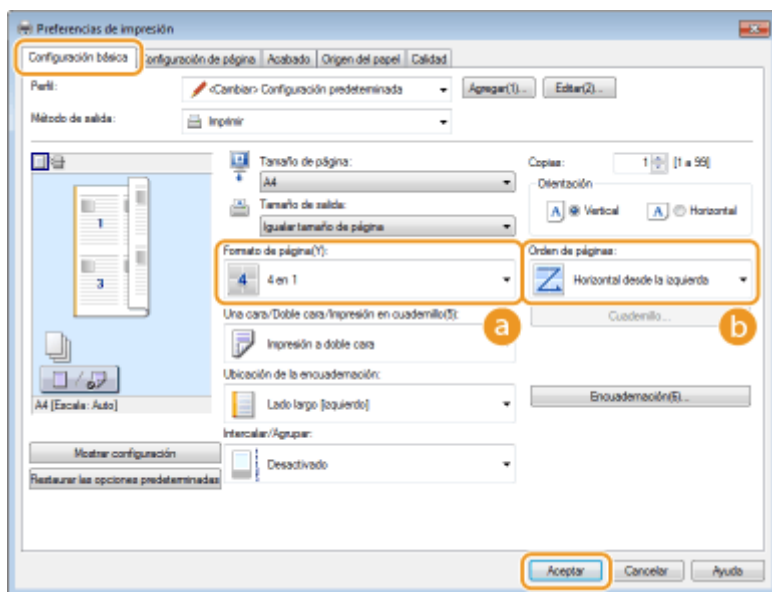 Preferencias de impresión
Configuración básica Configuración de página Acabado Origen del papel Calidad
Perfil: <Cambiar> Configuración predeterminada Agregar(1)... Editar(2)...
Método de salida: Imprimir
Tamaño de página: Copias: 1 [1 a 99]
A4 Orientación
Tamaño de salida: A Vertical A Horizontal
Igualar tamaño de página
1
Formato de página(Y): Orden de páginas:
4 4 en 1 Horizontal desde la izquierda
3
a b
Una cara/Doble cara/Impresión en cuadernillo(5): Cuadernillo...
Impresión a doble cara
Ubicación de la encuadernación:
A4 [Escala: Auto] Lado largo [Izquierdo] Encuadernación(6)...
Intercalar/Agrupar:
Mostrar configuración Desactivado
Restaurar las opciones predeterminadas
Aceptar Cancelar Ayuda